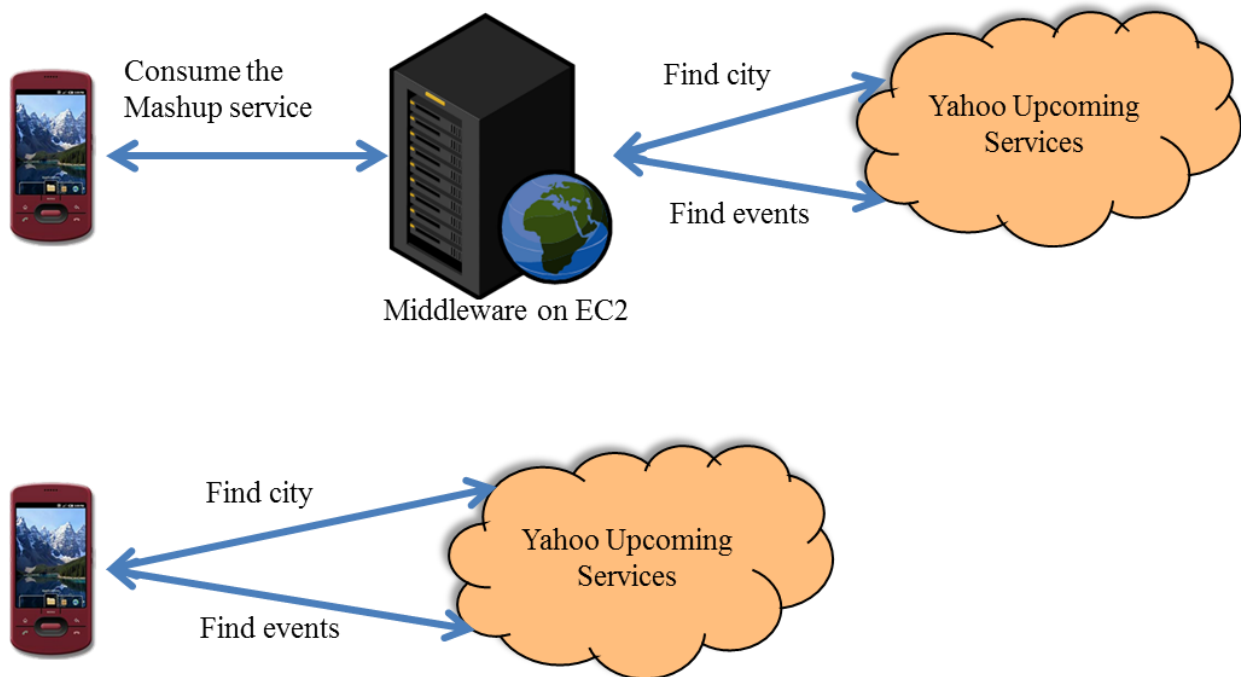 Consume the
Mashup service
Find city
Yahoo Upcoming
Services
Find events
Middleware on EC2
Find city
Yahoo Upcoming
Services
Find events